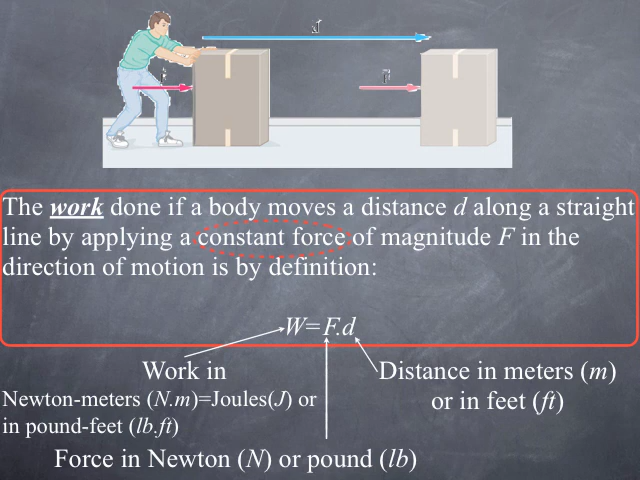 d
F
F
The work done if a body moves a distance d along a straight
line by applying a constant force of magnitude F in the
direction of motion is by definition:
W=F.d
Work in
Newton-meters (N.m)=Joules(J) or
in pound-feet (lb.ft)
Distance in meters (m)
or in feet (ft)
Force in Newton (N) or pound (lb)